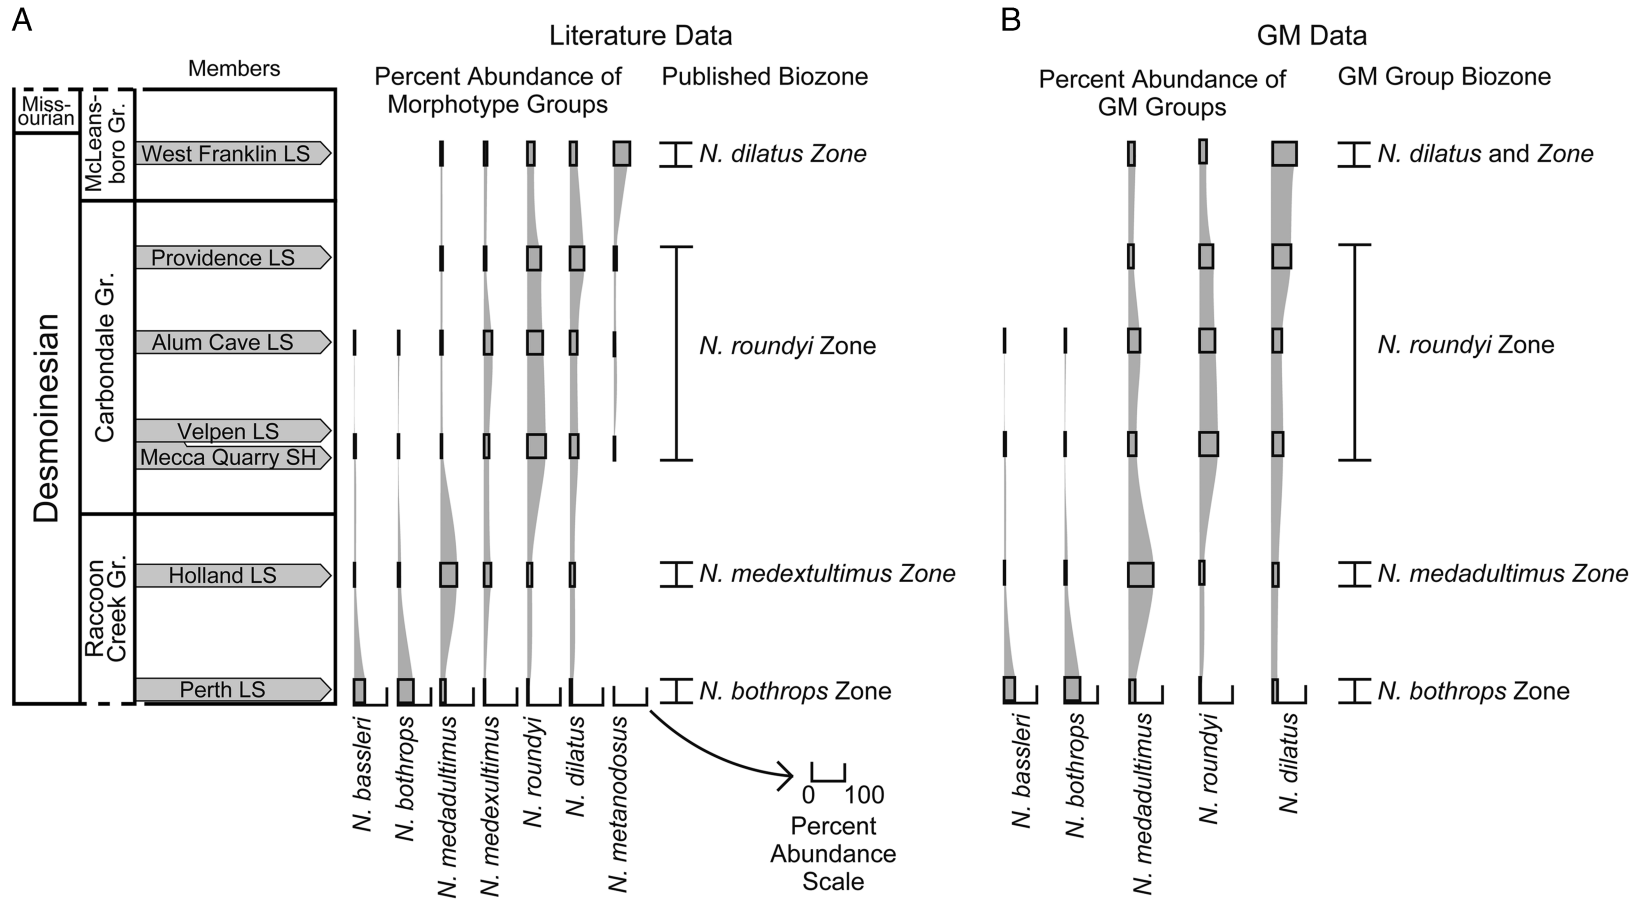 A
B
Literature Data
GM Data
Members
Percent Abundance of
Morphotype Groups
Published Biozone
Percent Abundance of
GM Groups
GM Group Biozone
Miss-
ourian
McLeans-
boro Gr.
West Franklin LS
N. dilatus Zone
N. dilatus and Zone
Desmoinesian
Carbondale Gr.
Providence LS
Alum Cave LS
N. roundyi Zone
N. roundyi Zone
Velpen LS
Mecca Quarry SH
Raccoon
Creek Gr.
Holland LS
N. medextultimus Zone
N. medadultimus Zone
Perth LS
N. bothrops Zone
N. bothrops Zone
N. bassleri
N. bothrops
N. medadultimus
N. medexultimus
N. roundyi
N. dilatus
N. metanodosus
0 100
Percent
Abundance
Scale
N. bassleri
N. bothrops
N. medadultimus
N. roundyi
N. dilatus